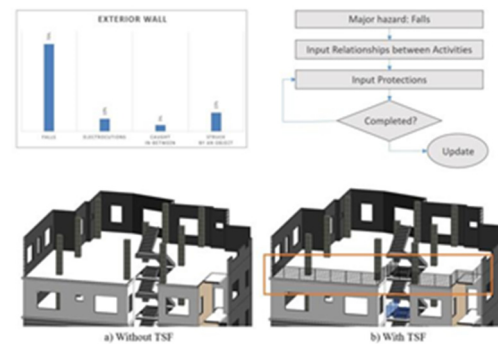 EXTERIOR WALL
FALLS
ELECTROCUTIONS
CAUGHT
IN BETWEEN
STRUCK
BY AN OBJECT
Major hazard: Falls
Input Relationships between Activities
Input Protections
Completed?
Update
a) Without TSF
b) With TSF